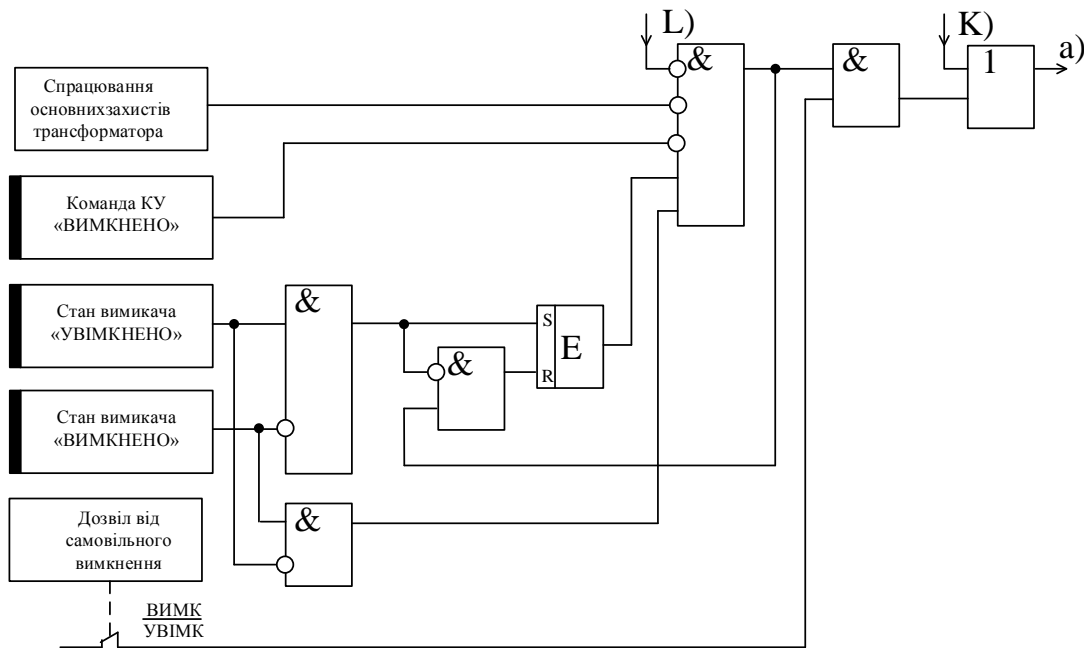 L)
K)
а)
&
&
1
Спрацювання
основнихзахистів
трансформатора
Команда КУ
«ВИМКНЕНО»
Стан вимикача
«УВІМКНЕНО»
&
S
E
&
R
Стан вимикача
«ВИМКНЕНО»
&
Дозвіл від
самовільного
вимкнення
ВИМК
УВІМК